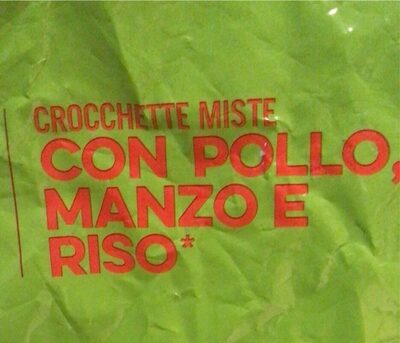 CROCCHETTE MISTE
CON POLLO,
MANZO E
RISO*